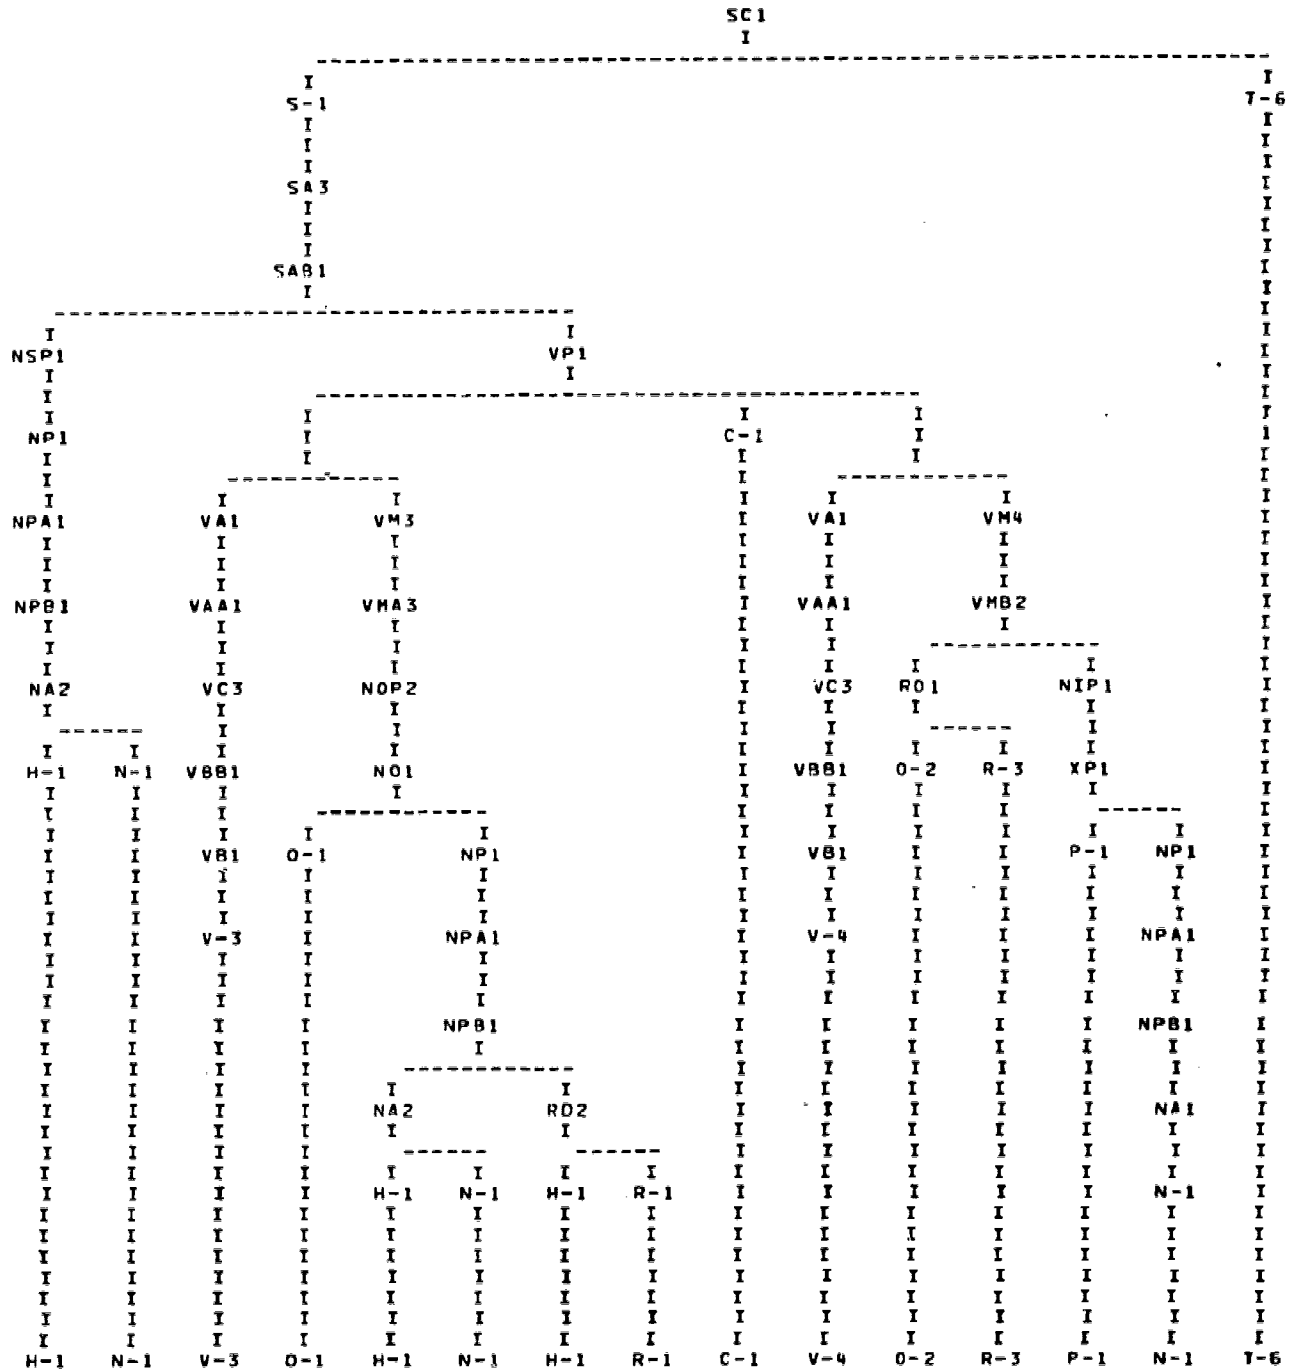 SC1
S-1 T-6
SA3
SAB1
NSP1 VP1
NP1 C-1
NPA1 VA1 VM3 VA1 VM4
NPB1 VAA1 VMA3 VAA1 VMB2
NA2 VC3 NOP2 VC3 RO1 NIP1
H-1 N-1 VBB1 NO1 VBB1 O-2 R-3 XP1
VB1 O-1 NP1 VB1 P-1 NP1
V-3 NPA1 V-4 NPA1
NPB1 NPB1
NA2 RO2 NA1
H-1 N-1 H-1 R-1 N-1
H-1 N-1 V-3 O-1 H-1 N-1 H-1 R-1 C-1 V-4 O-2 R-3 P-1 N-1 T-6